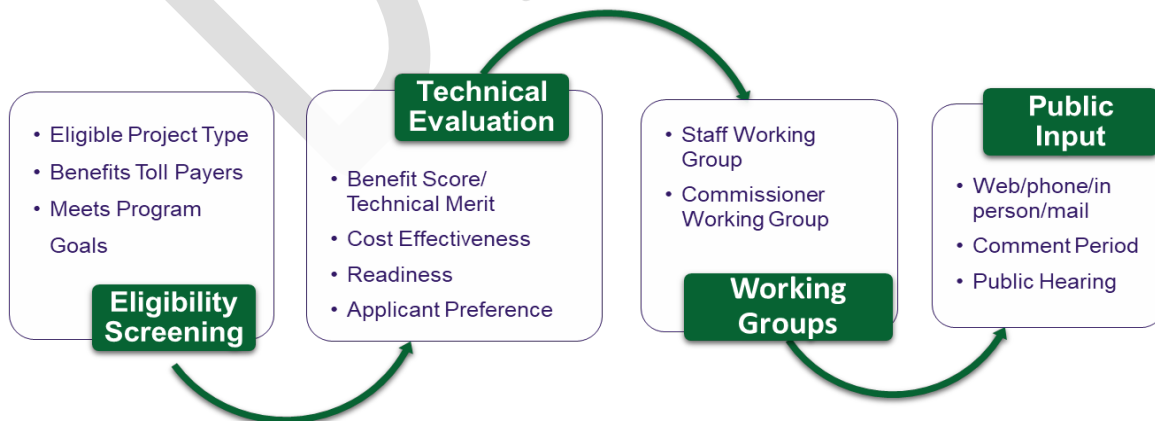 • Eligible Project Type
• Benefits Toll Payers
• Meets Program
Goals
Eligibility
Screening
Technical
Evaluation
• Benefit Score/
Technical Merit
• Cost Effectiveness
• Readiness
• Applicant Preference
• Staff Working
Group
• Commissioner
Working Group
Working
Groups
Public
Input
• Web/phone/in
person/mail
• Comment Period
• Public Hearing